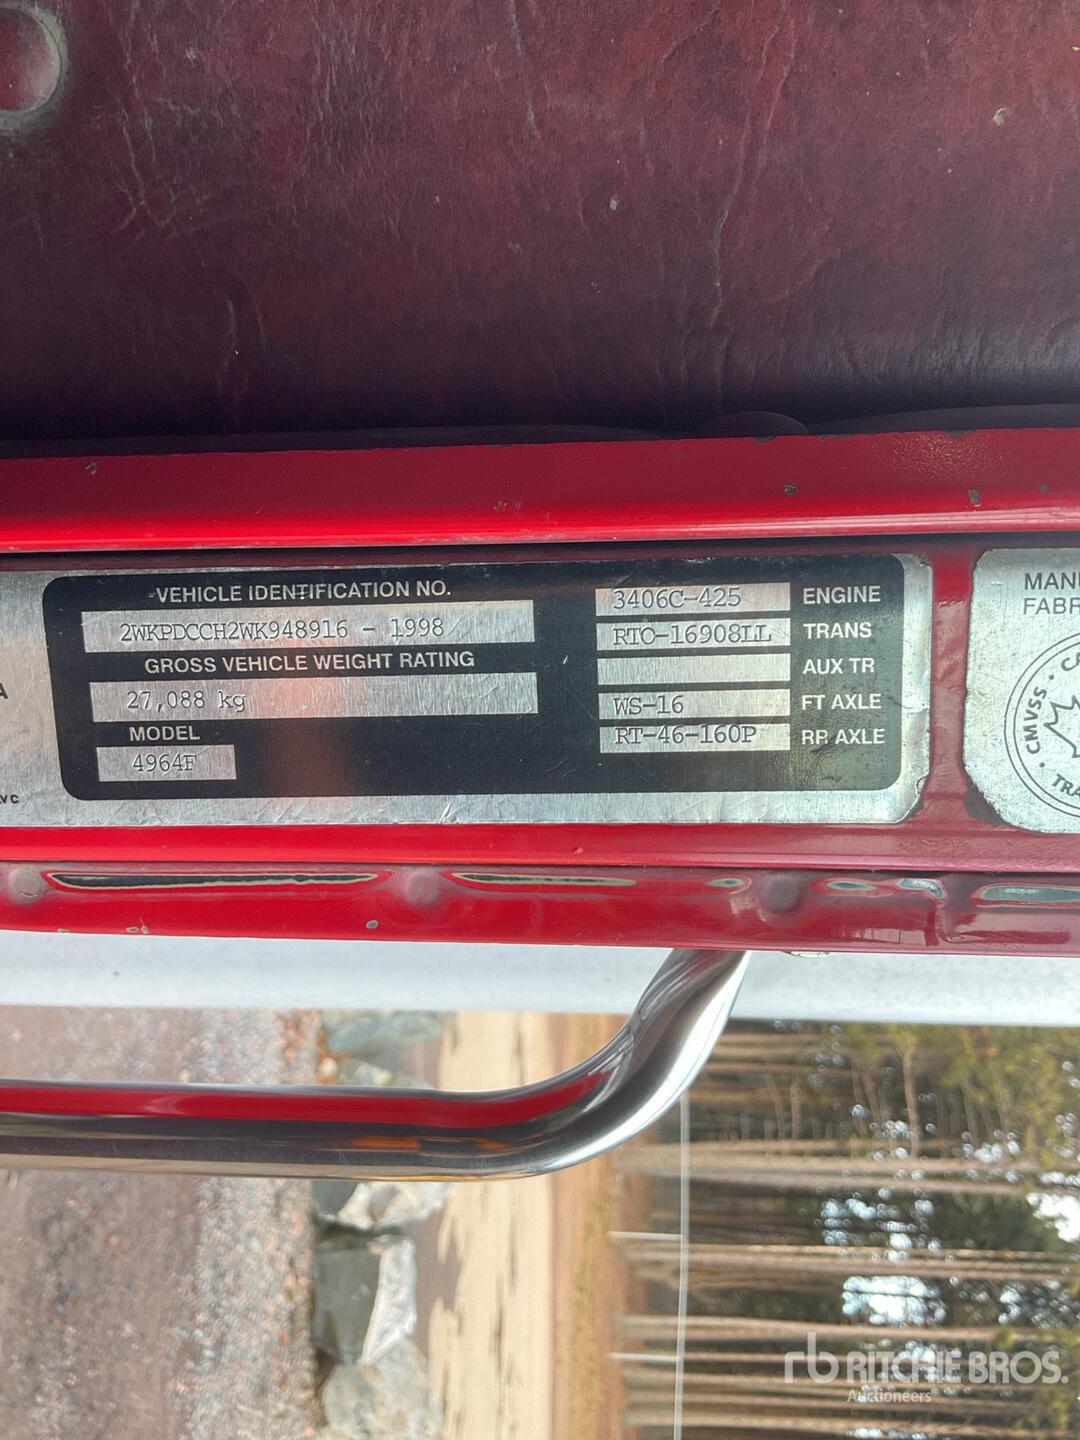 VEHICLE IDENTIFICATION NO.
2WKPDCCH2WK948916 - 1998
GROSS VEHICLE WEIGHT RATING
27,088 kg
MODEL
4964F
3406C-425 ENGINE
RTO-16908LL TRANS
AUX TR
WS-16 FT AXLE
RT-46-160P RR AXLE
A
VC
MANU
FABR
CMVSS
TRA
rb RITCHIE BROS.
Auctioneers